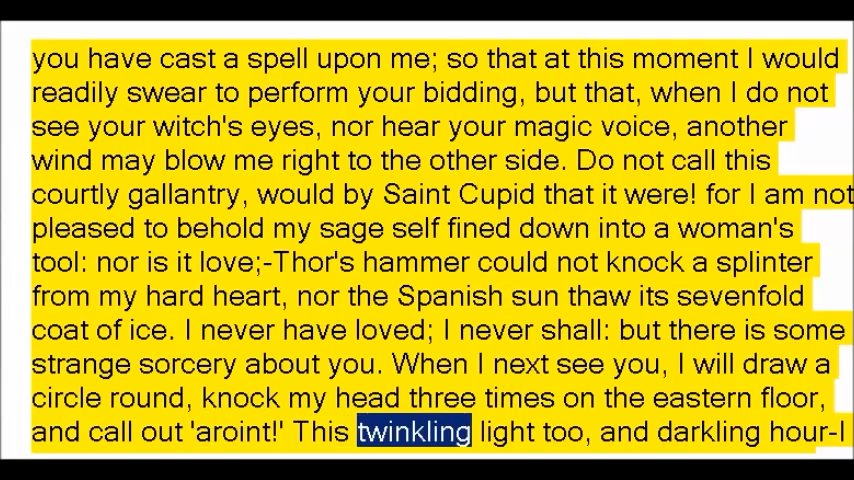 you have cast a spell upon me; so that at this moment I would
readily swear to perform your bidding, but that, when I do not
see your witch's eyes, nor hear your magic voice, another
wind may blow me right to the other side. Do not call this
courtly gallantry, would by Saint Cupid that it were! for I am not
pleased to behold my sage self fined down into a woman's
tool: nor is it love;-Thor's hammer could not knock a splinter
from my hard heart, nor the Spanish sun thaw its sevenfold
coat of ice. I never have loved; I never shall: but there is some
strange sorcery about you. When I next see you, I will draw a
circle round, knock my head three times on the eastern floor,
and call out 'aroint!' This twinkling light too, and darkling hour-I